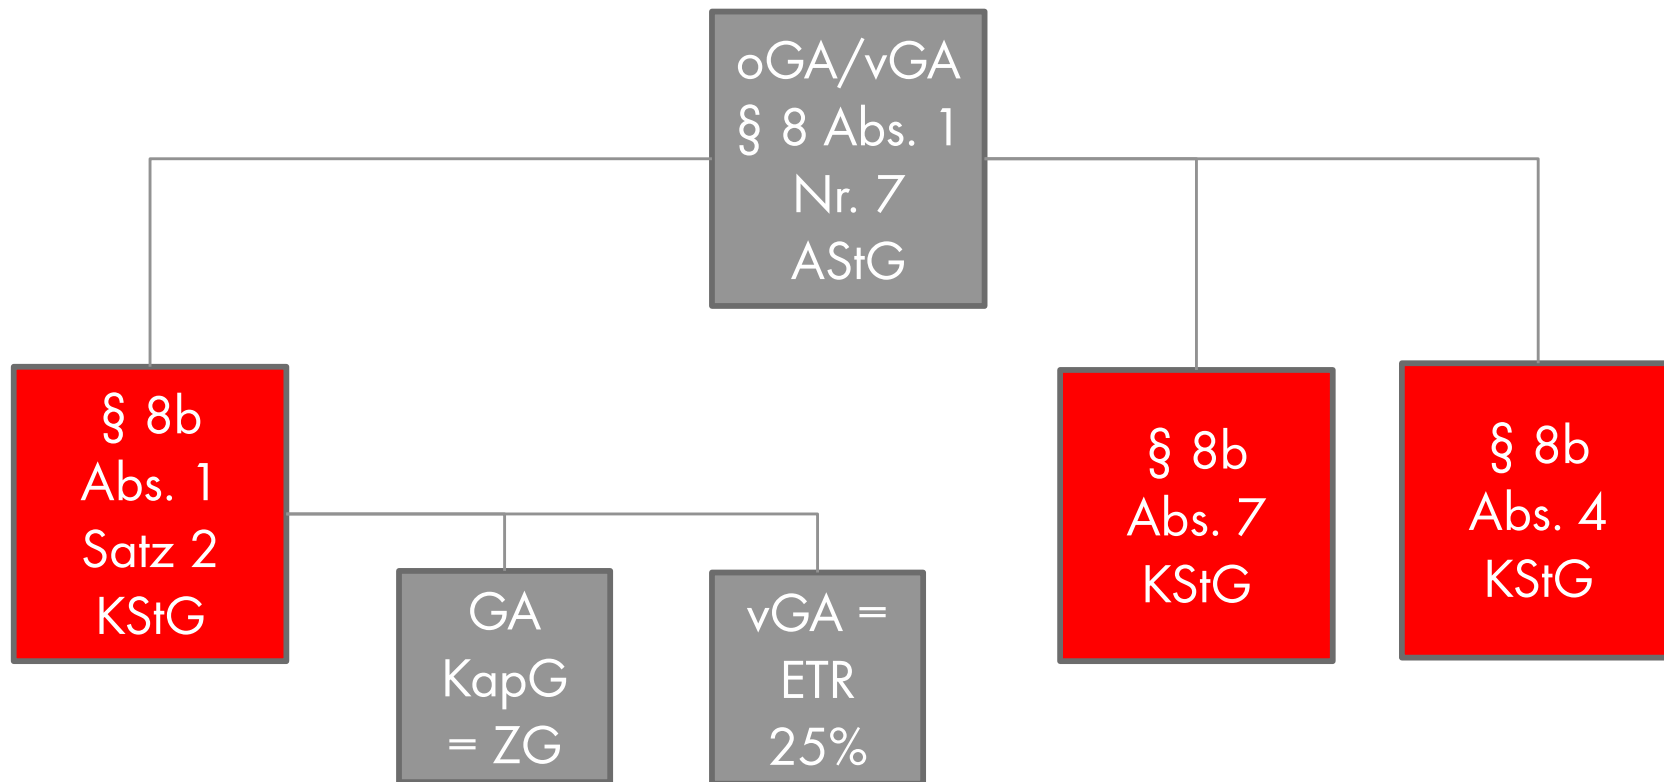 oGA/vGA
§ 8 Abs. 1
Nr. 7
AStG
§ 8b
Abs. 1
Satz 2
KStG
GA
KapG
= ZG
vGA =
ETR
25%
§ 8b
Abs. 7
KStG
§ 8b
Abs. 4
KStG